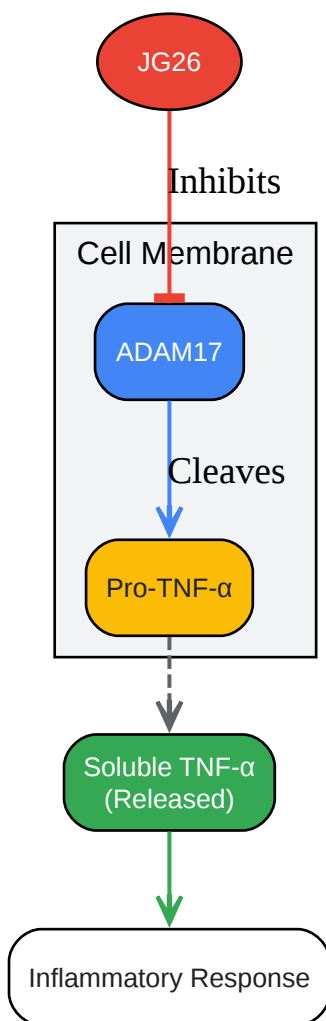 JG26
Inhibits
Cell Membrane
ADAM17
Cleaves
Pro-TNF-α
Soluble TNF-α
(Released)
Inflammatory Response